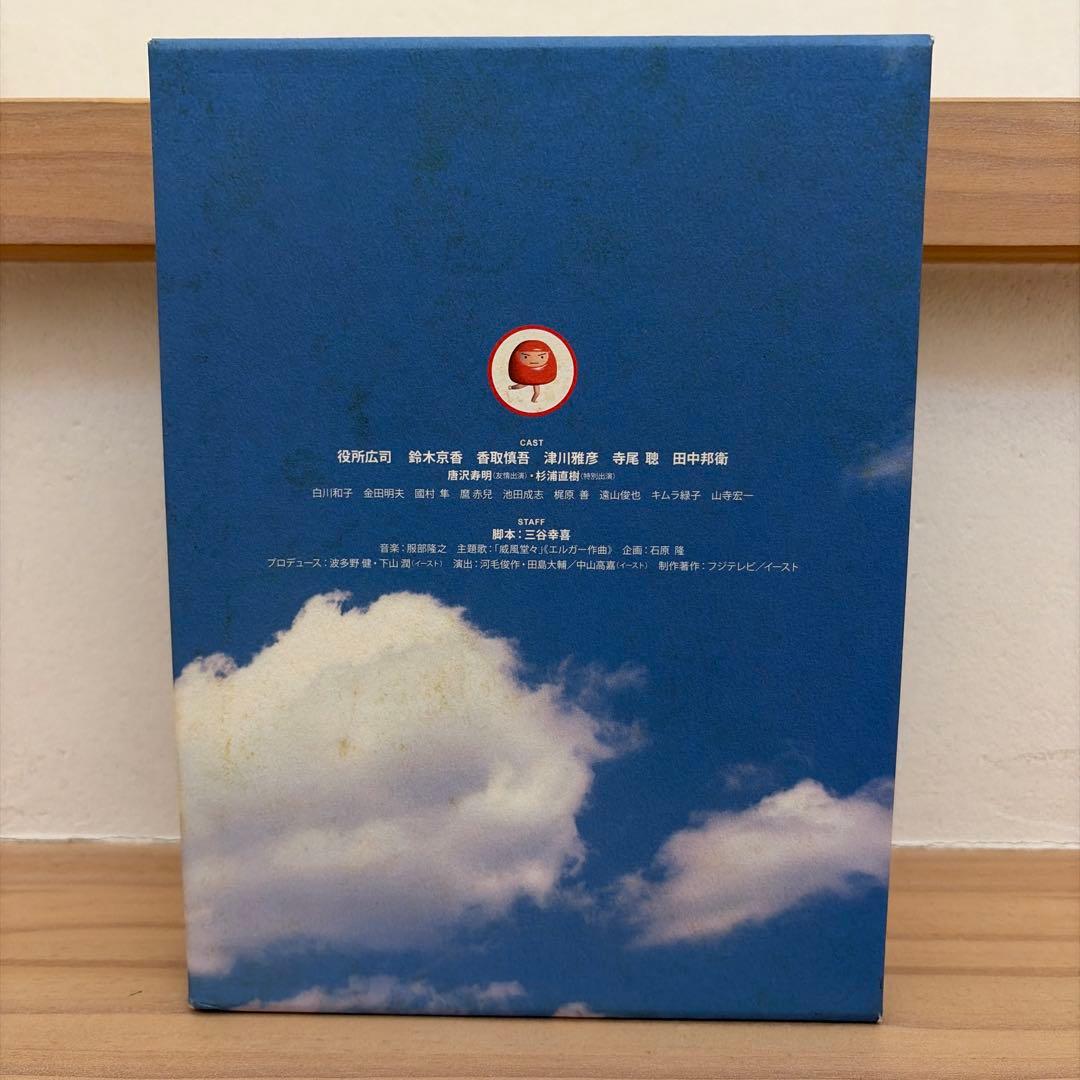 CAST
役所広司 鈴木京香 香取慎吾 津川雅彦 寺尾 聰 田中邦衛
唐沢寿明(友情出演)・杉浦直樹(特別出演)
白川和子 金田明夫 國村 隼 麿 赤兒 池田成志 梶原 善 遠山俊也 キムラ緑子 山寺宏一
STAFF
脚本：三谷幸喜
音楽：服部隆之 主題歌：「威風堂々」《エルガー作曲》 企画：石原 隆
プロデュース：波多野 健・下山 潤(イースト) 演出：河毛俊作・田島大輔／中山高嘉(イースト) 制作著作：フジテレビ／イースト